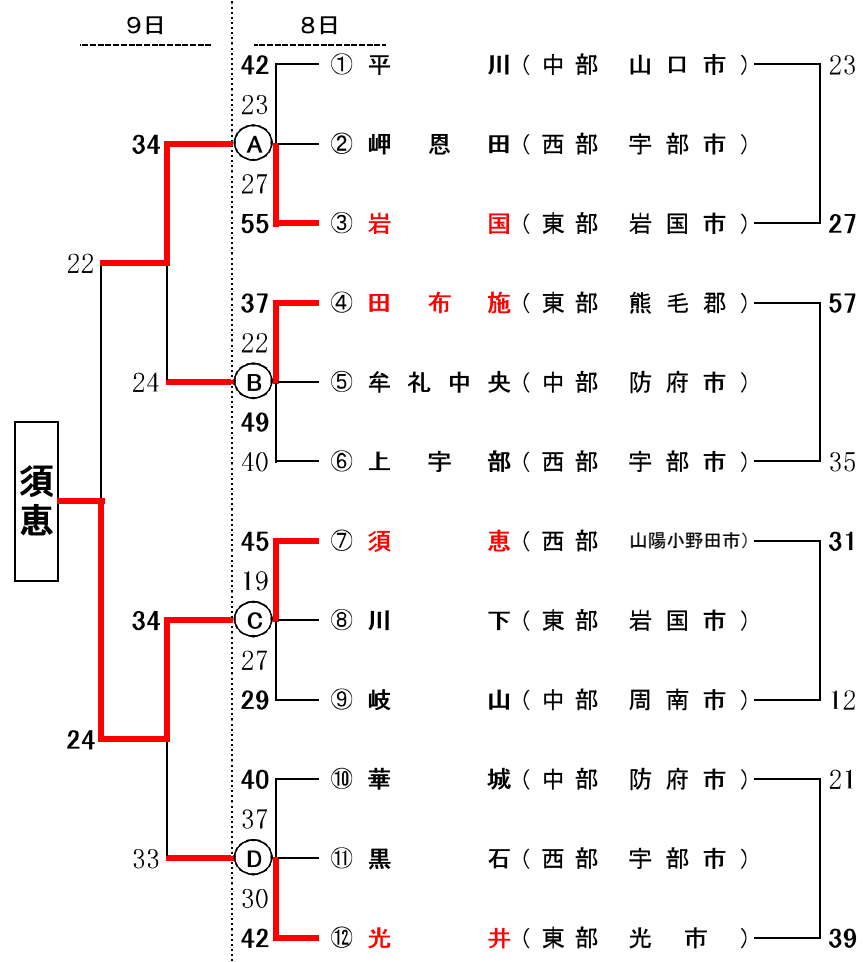 9日 8日
42 ① 平川 (中部 山口市) 23
23
34 A ② 岬恩田 (西部 宇部市)
27
55 ③ 岩国 (東部 岩国市) 27
22
37 ④ 田布施 (東部 熊毛郡) 57
22
24 B ⑤ 牟礼中央 (中部 防府市)
49
40 ⑥ 上宇部 (西部 宇部市) 35
須恵
45 ⑦ 須恵 (西部 山陽小野田市) 31
19
34 C ⑧ 川下 (東部 岩国市)
27
29 ⑨ 岐山 (中部 周南市) 12
24
40 ⑩ 華城 (中部 防府市) 21
37
33 D ⑪ 黒石 (西部 宇部市)
30
42 ⑫ 光井 (東部 光市) 39